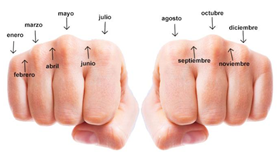 enero
febrero
marzo
abril
mayo
junio
julio
agosto
septiembre
octubre
noviembre
diciembre